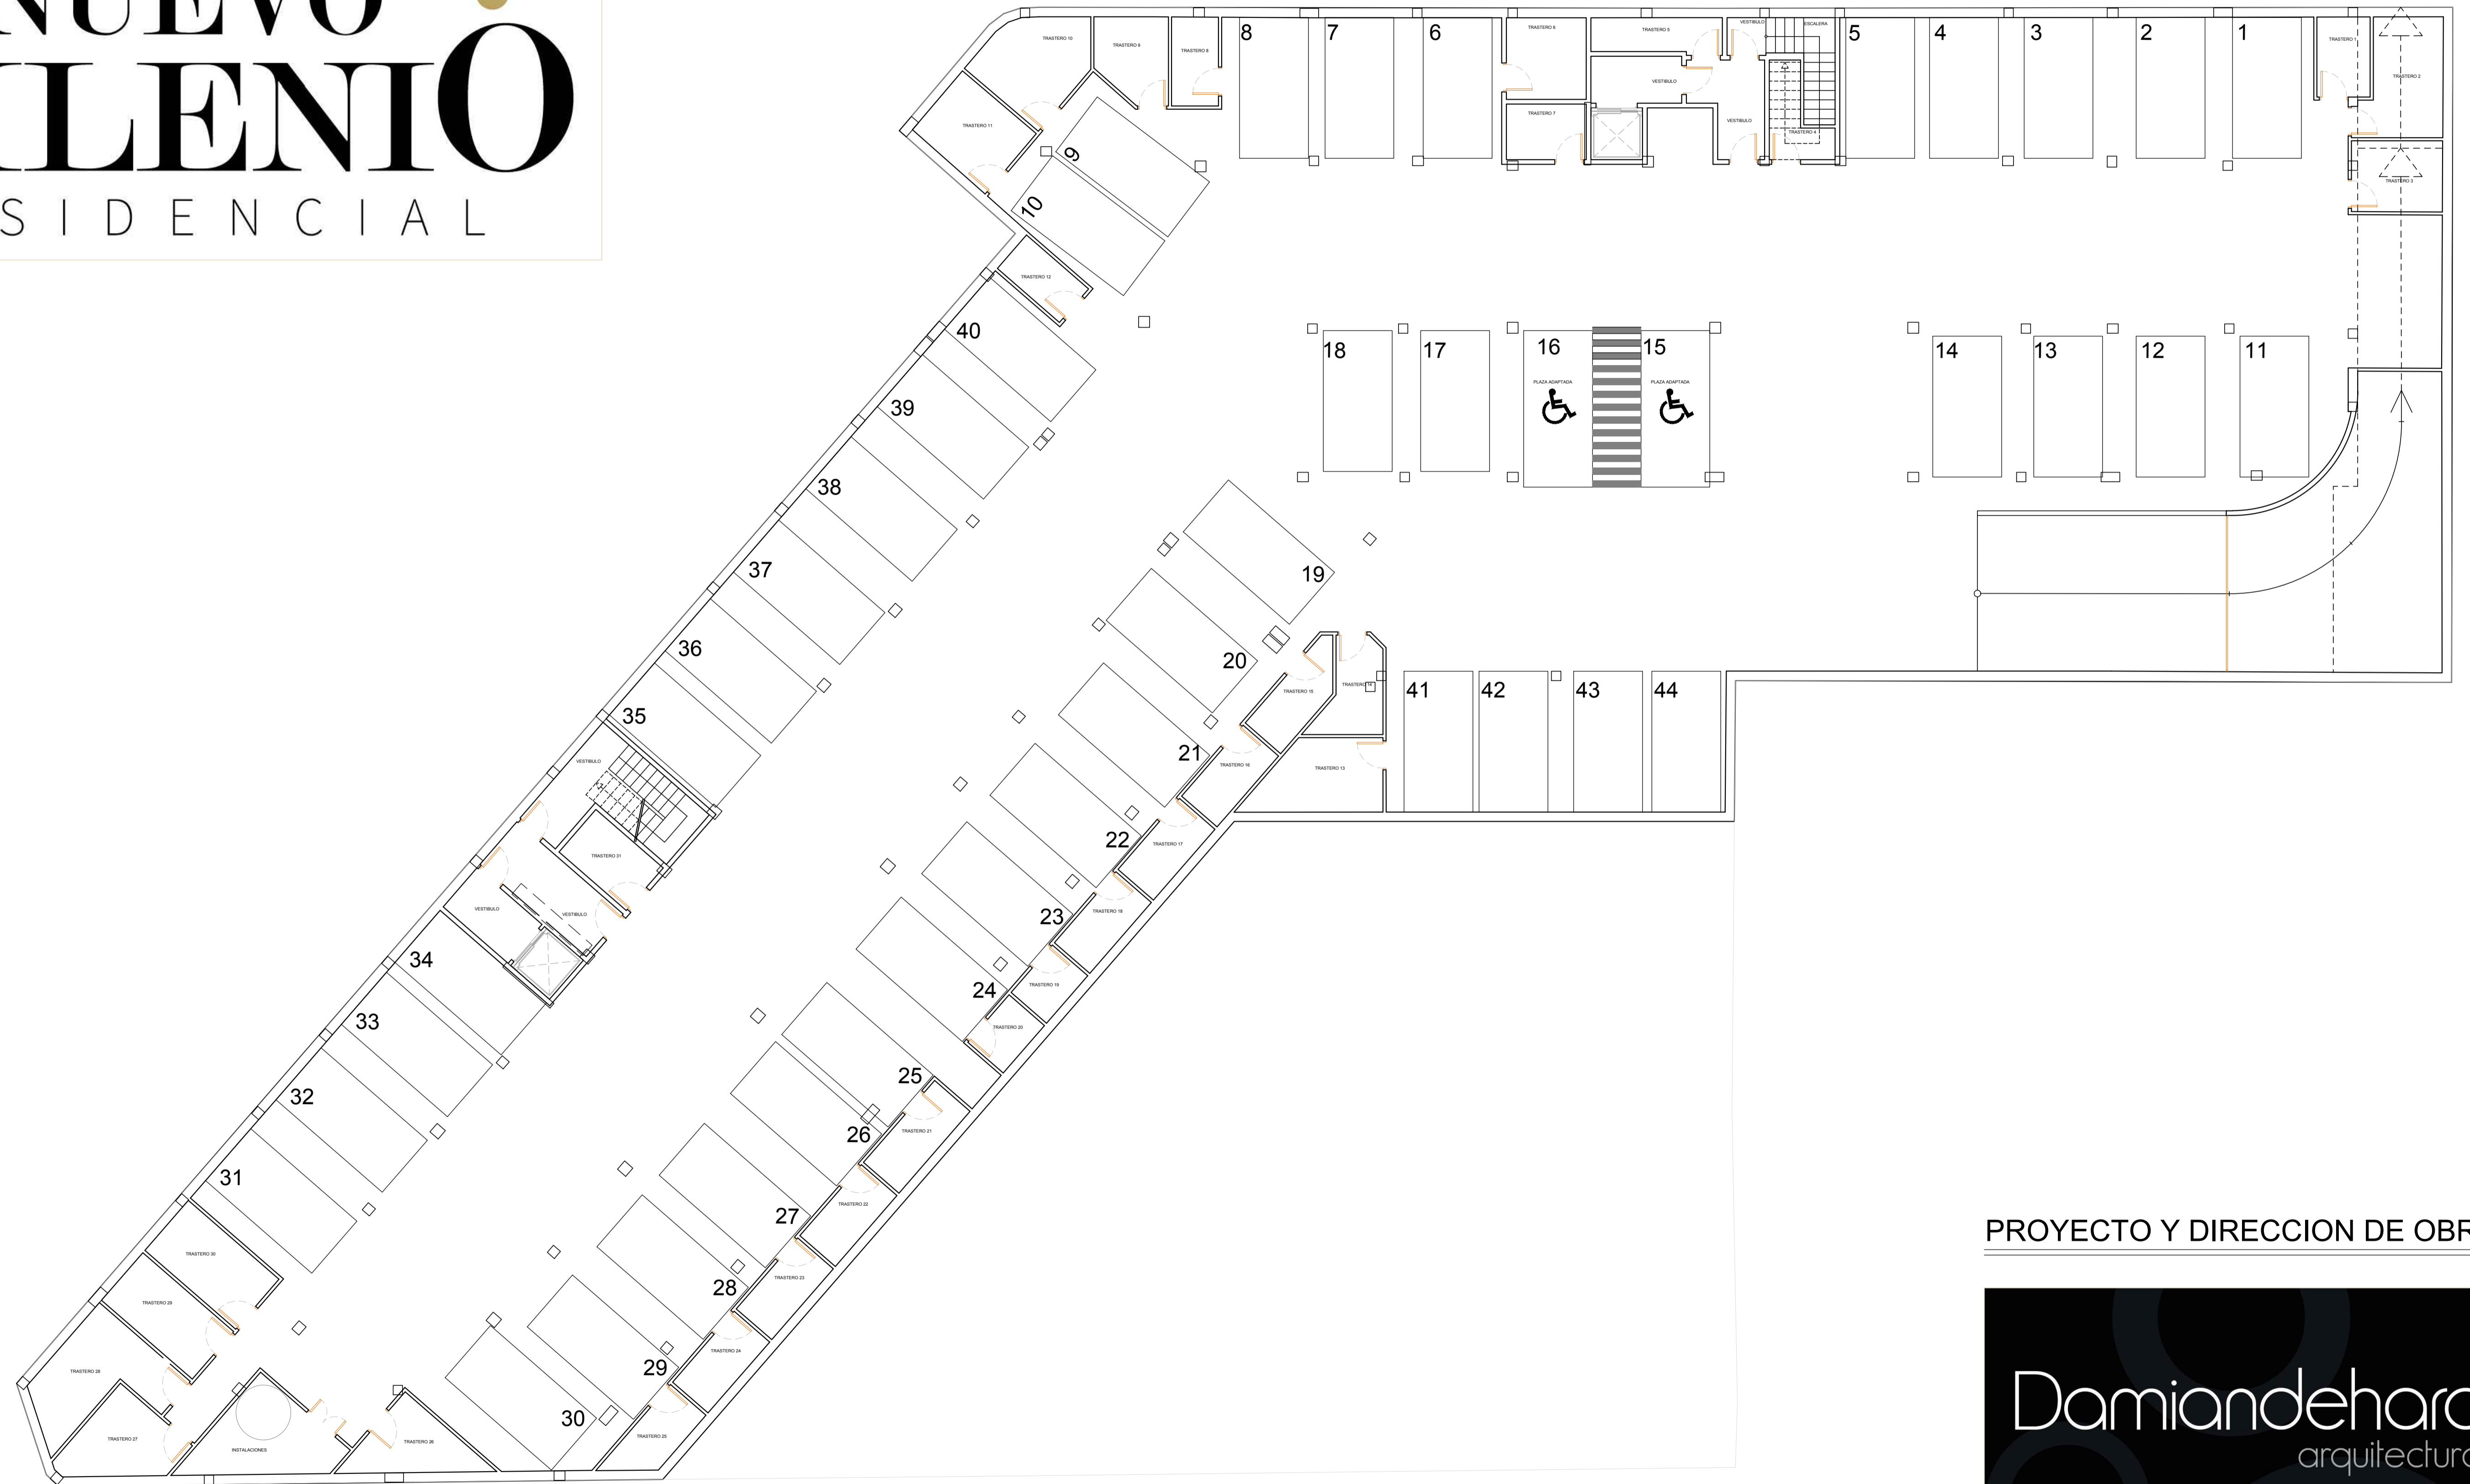 NUEVO
ILENIO
SIDENCIAL
TRASTERO 10
TRASTERO 9
TRASTERO 8
8
7
6
TRASTERO 6
TRASTERO 5
VESTIBULO
ESCALERA
5
4
3
2
1
TRASTERO 1
TRASTERO 2
VESTIBULO
TRASTERO 11
TRASTERO 7
VESTIBULO
TRASTERO 4
9
TRASTERO 3
10
TRASTERO 12
40
18
17
16
15
14
13
12
11
PLAZA ADAPTADA
PLAZA ADAPTADA
39
38
37
19
36
20
TRASTERO 15
TRASTERO 14
41
42
43
44
35
21
VESTIBULO
TRASTERO 16
TRASTERO 13
22
TRASTERO 17
TRASTERO 31
VESTIBULO
VESTIBULO
23
TRASTERO 18
34
24
TRASTERO 19
33
TRASTERO 20
25
32
26
TRASTERO 21
31
27
TRASTERO 22
PROYECTO Y DIRECCION DE OBR
TRASTERO 30
28
TRASTERO 23
TRASTERO 29
TRASTERO 24
TRASTERO 28
29
30
TRASTERO 27
INSTALACIONES
TRASTERO 26
TRASTERO 25
Damiandeharo
arquitectura